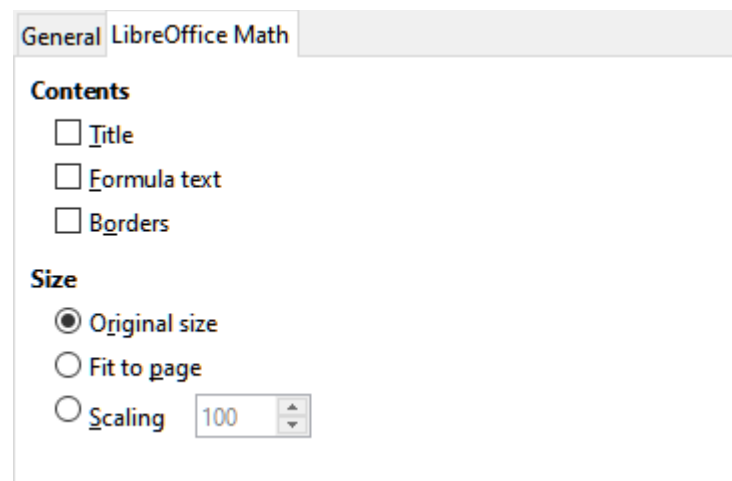 General LibreOffice Math
Contents
Title
Formula text
Borders
Size
Original size
Fit to page
Scaling 100